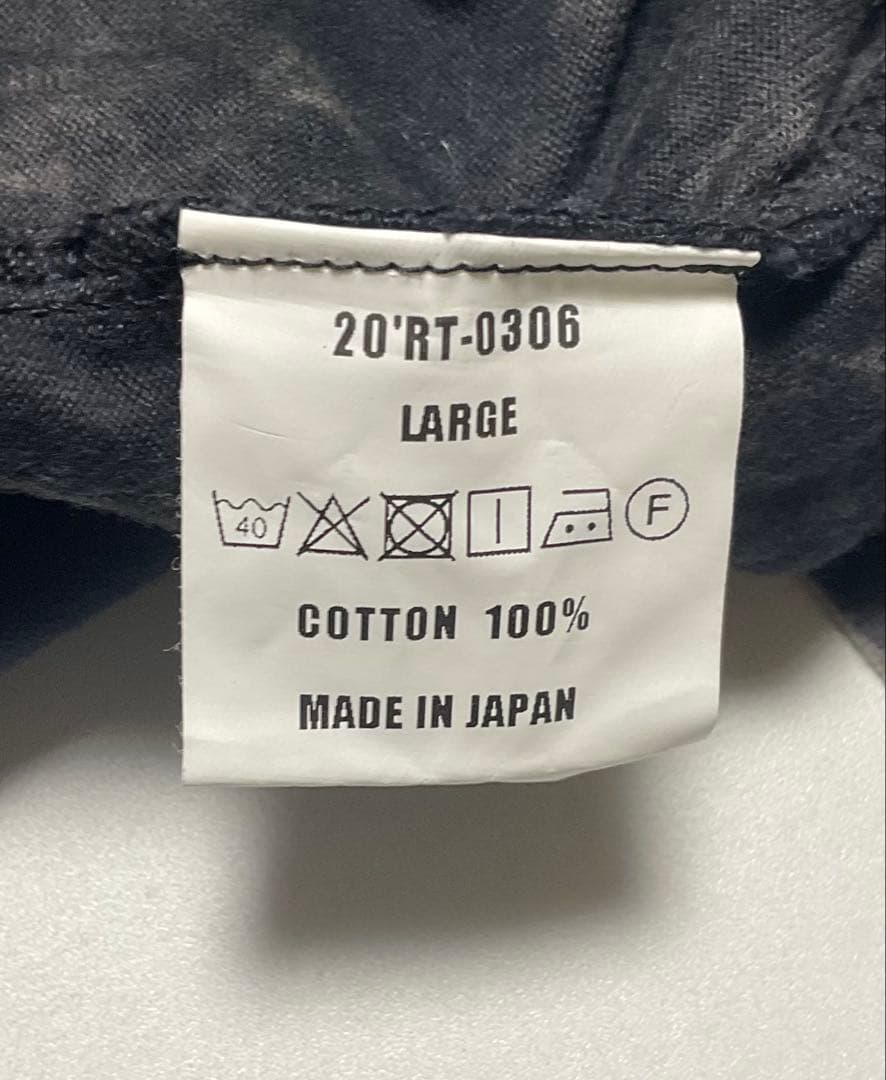 20'RT-0306
LARGE
40 F
COTTON 100%
MADE IN JAPAN